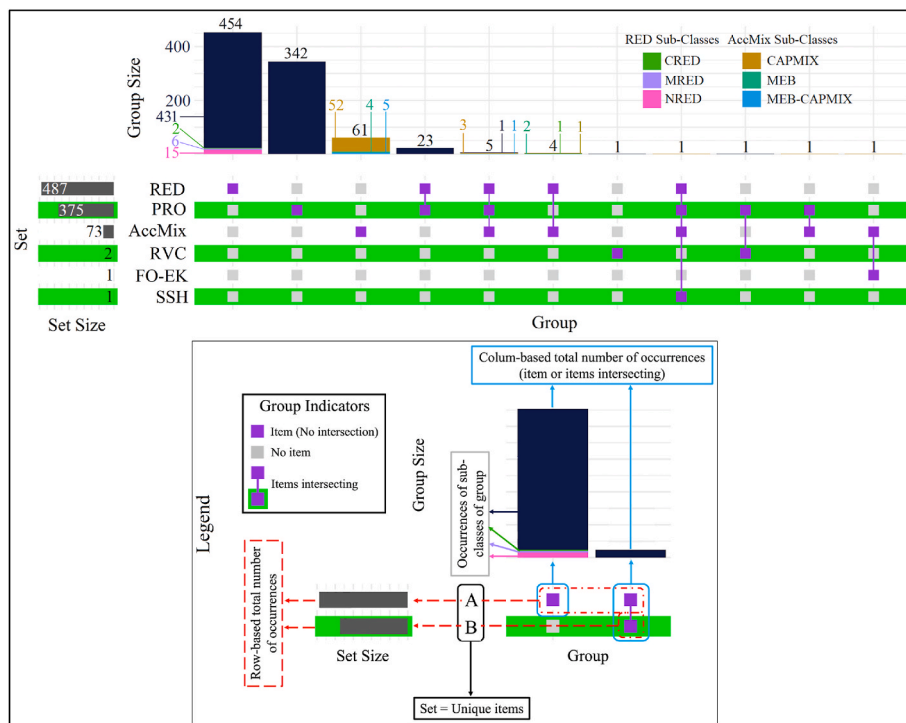 454
342
RED Sub-Classes AccMix Sub-Classes
CRED CAPMIX
MRED MEB
NRED MEB-CAPMIX
Group Size
400
200
431
2
6
15
52 4 5
61
23
3 1 1
5
2 1 1
4
1 1 1 1 1
Set
487 RED
375 PRO
73 AccMix
2 RVC
1 FO-EK
1 SSH
Set Size
Group
Legend
Colum-based total number of occurrences
(item or items intersecting)
Group Indicators
Item (No intersection)
No item
Items intersecting
Group Size
Occurrences of sub-
classes of group
Row-based total number
of occurrences
A
B
Set Size
Group
Set = Unique items